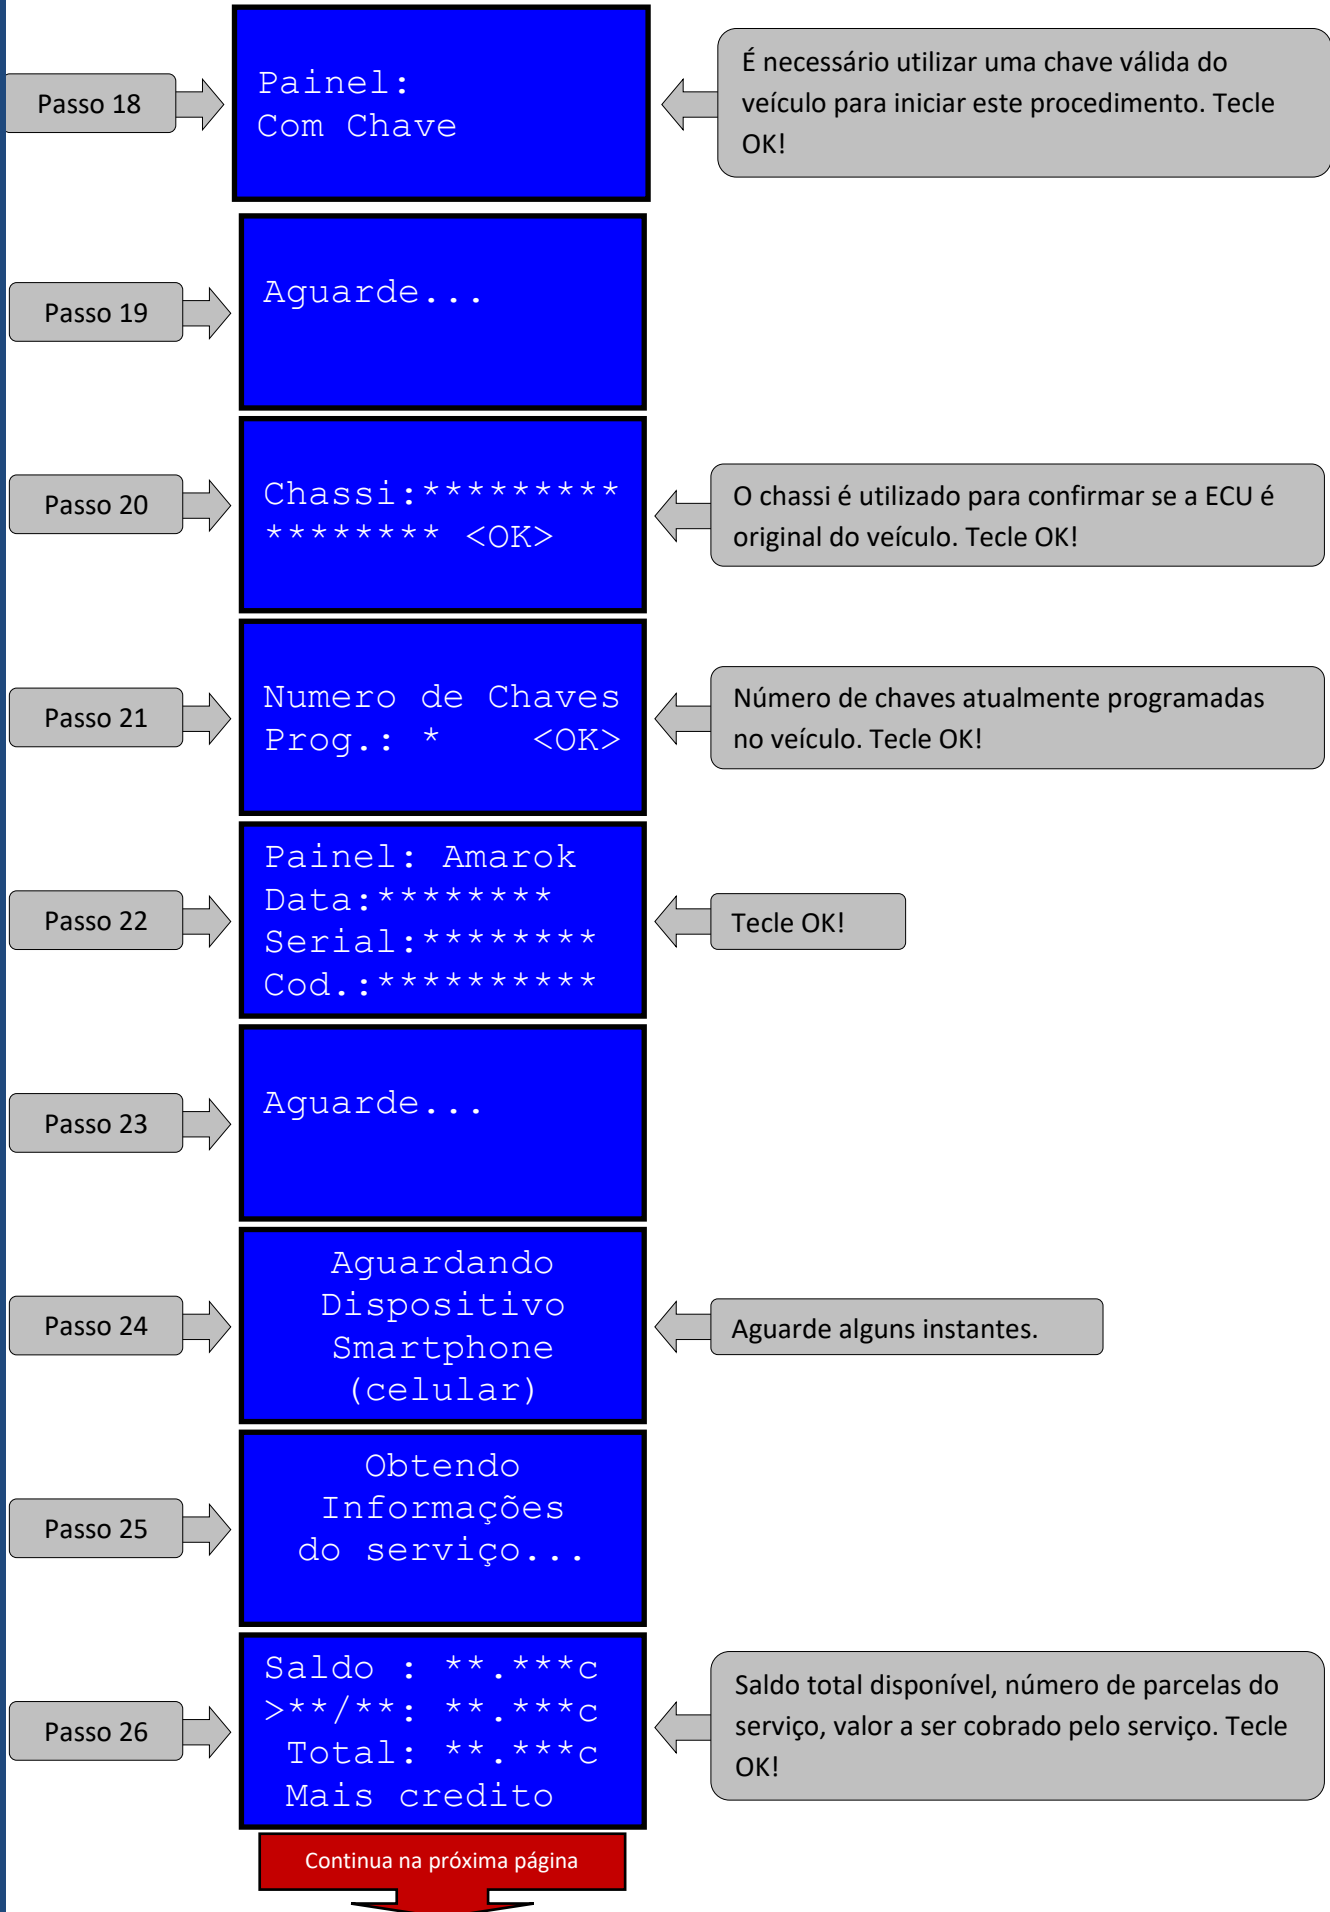 Passo 18
Painel:
Com Chave
É necessário utilizar uma chave válida do
veículo para iniciar este procedimento. Tecle
OK!
Passo 19
Aguarde...
Passo 20
Chassi:*********
******** <OK>
O chassi é utilizado para confirmar se a ECU é
original do veículo. Tecle OK!
Passo 21
Numero de Chaves
Prog.: * <OK>
Número de chaves atualmente programadas
no veículo. Tecle OK!
Passo 22
Painel: Amarok
Data:********
Serial:********
Cod.:**********
Tecle OK!
Passo 23
Aguarde...
Passo 24
Aguardando
Dispositivo
Smartphone
(celular)
Aguarde alguns instantes.
Passo 25
Obtendo
Informações
do serviço...
Passo 26
Saldo : **.***c
>**/**: **.***c
Total: **.***c
Mais credito
Saldo total disponível, número de parcelas do
serviço, valor a ser cobrado pelo serviço. Tecle
OK!
Continua na próxima página